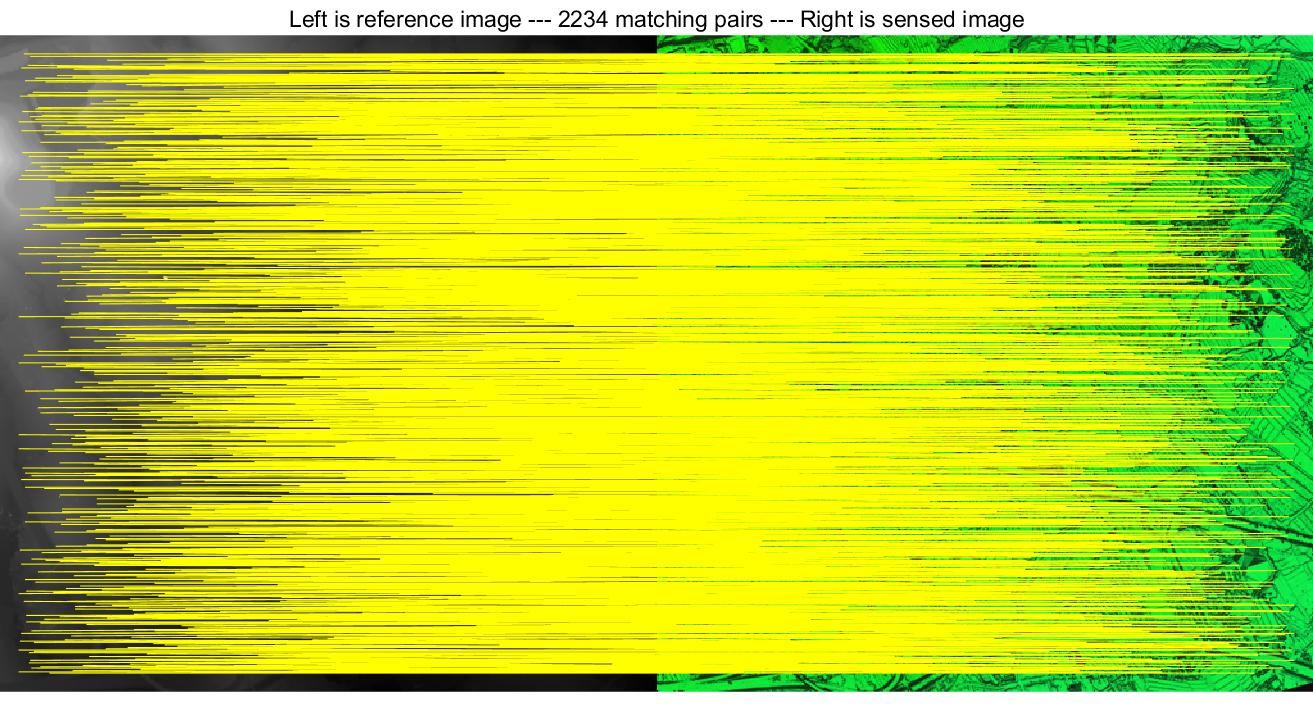 Left is reference image --- 2234 matching pairs --- Right is sensed image